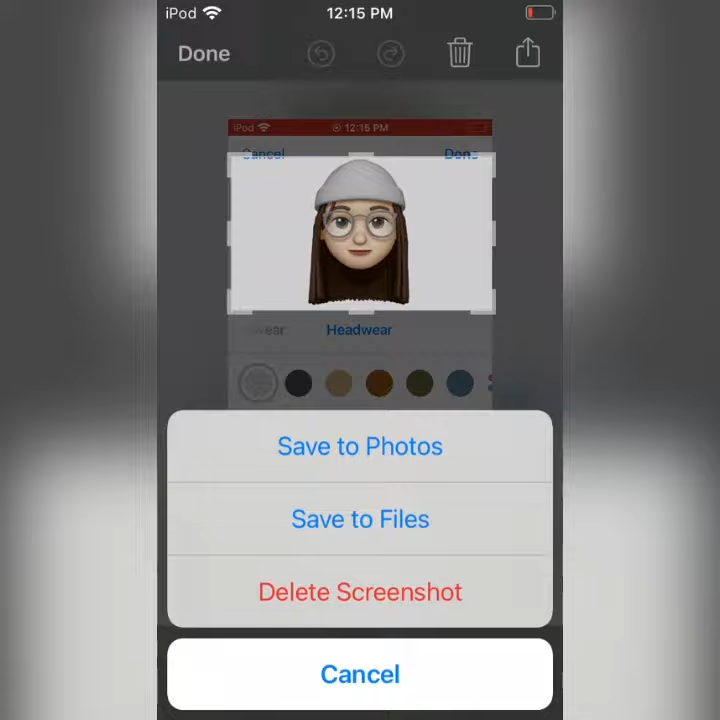 iPod 12:15 PM
Done
iPod 12:15 PM
Cancel Done
wear Headwear
Save to Photos
Save to Files
Delete Screenshot
Cancel